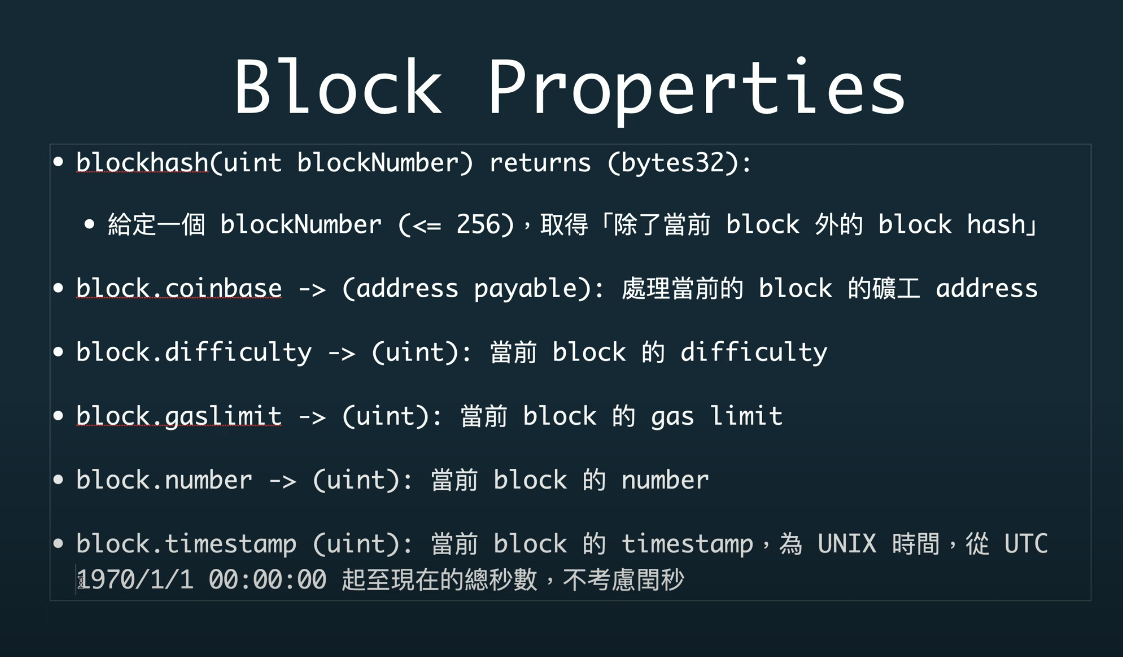 Block Properties
• blockhash(uint blockNumber) returns (bytes32):
• 給定一個 blockNumber (<= 256)，取得「除了當前 block 外的 block hash」
• block.coinbase -> (address payable): 處理當前的 block 的礦工 address
• block.difficulty -> (uint): 當前 block 的 difficulty
• block.gaslimit -> (uint): 當前 block 的 gas limit
• block.number -> (uint): 當前 block 的 number
• block.timestamp (uint): 當前 block 的 timestamp，為 UNIX 時間，從 UTC
1970/1/1 00:00:00 起至現在的總秒數，不考慮閏秒